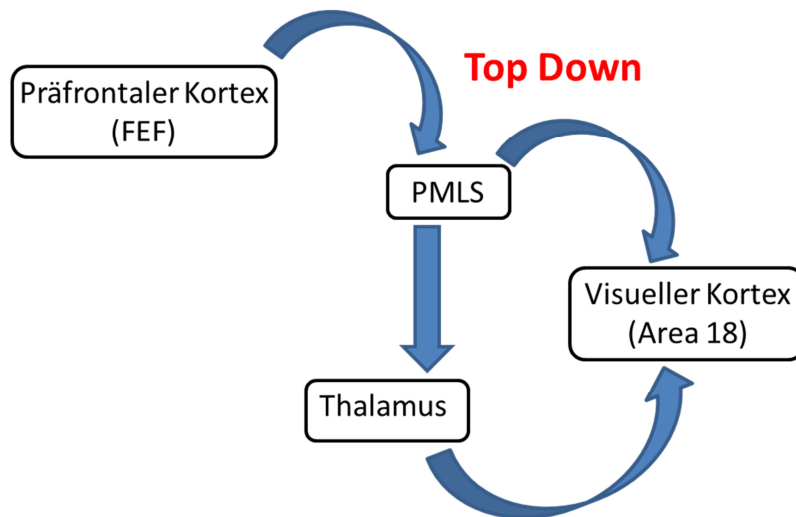 Top Down
Präfrontaler Kortex
(FEF)
PMLS
Visueller Kortex
(Area 18)
Thalamus